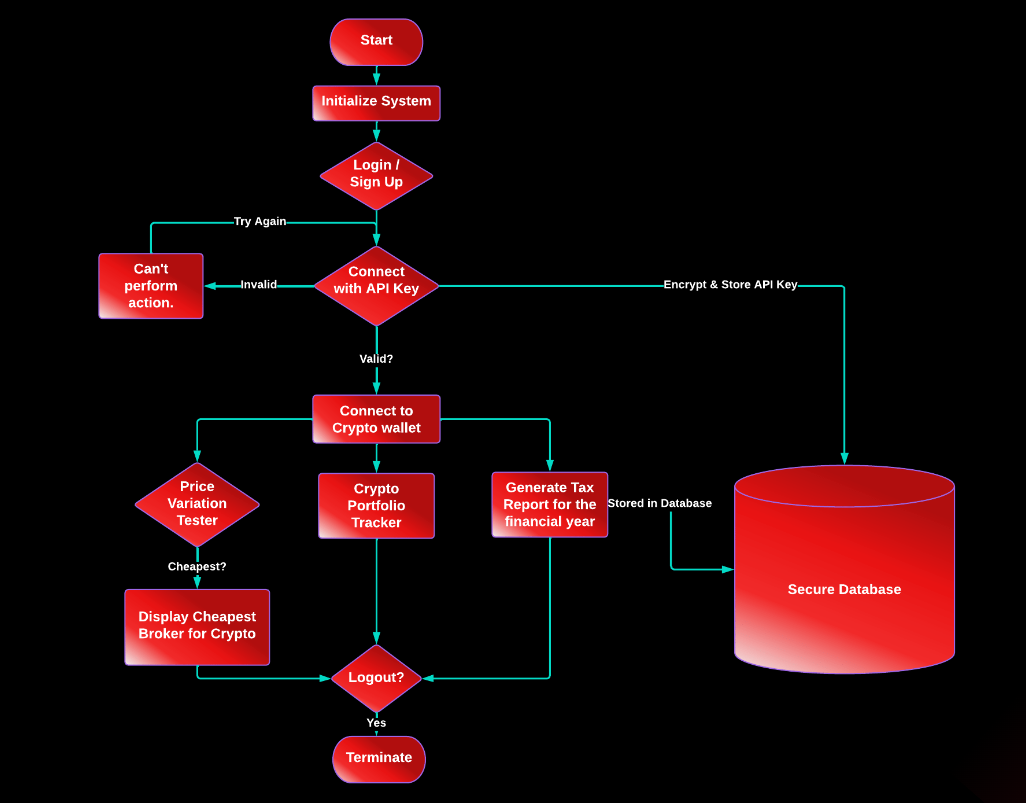 Start
Initialize System
Login /
Sign Up
Try Again
Can't
perform
action.
Invalid
Connect
with API Key
Encrypt & Store API Key
Valid?
Connect to
Crypto wallet
Price
Variation
Tester
Crypto
Portfolio
Tracker
Generate Tax
Report for the
financial year
Stored in Database
Cheapest?
Display Cheapest
Broker for Crypto
Secure Database
Logout?
Yes
Terminate